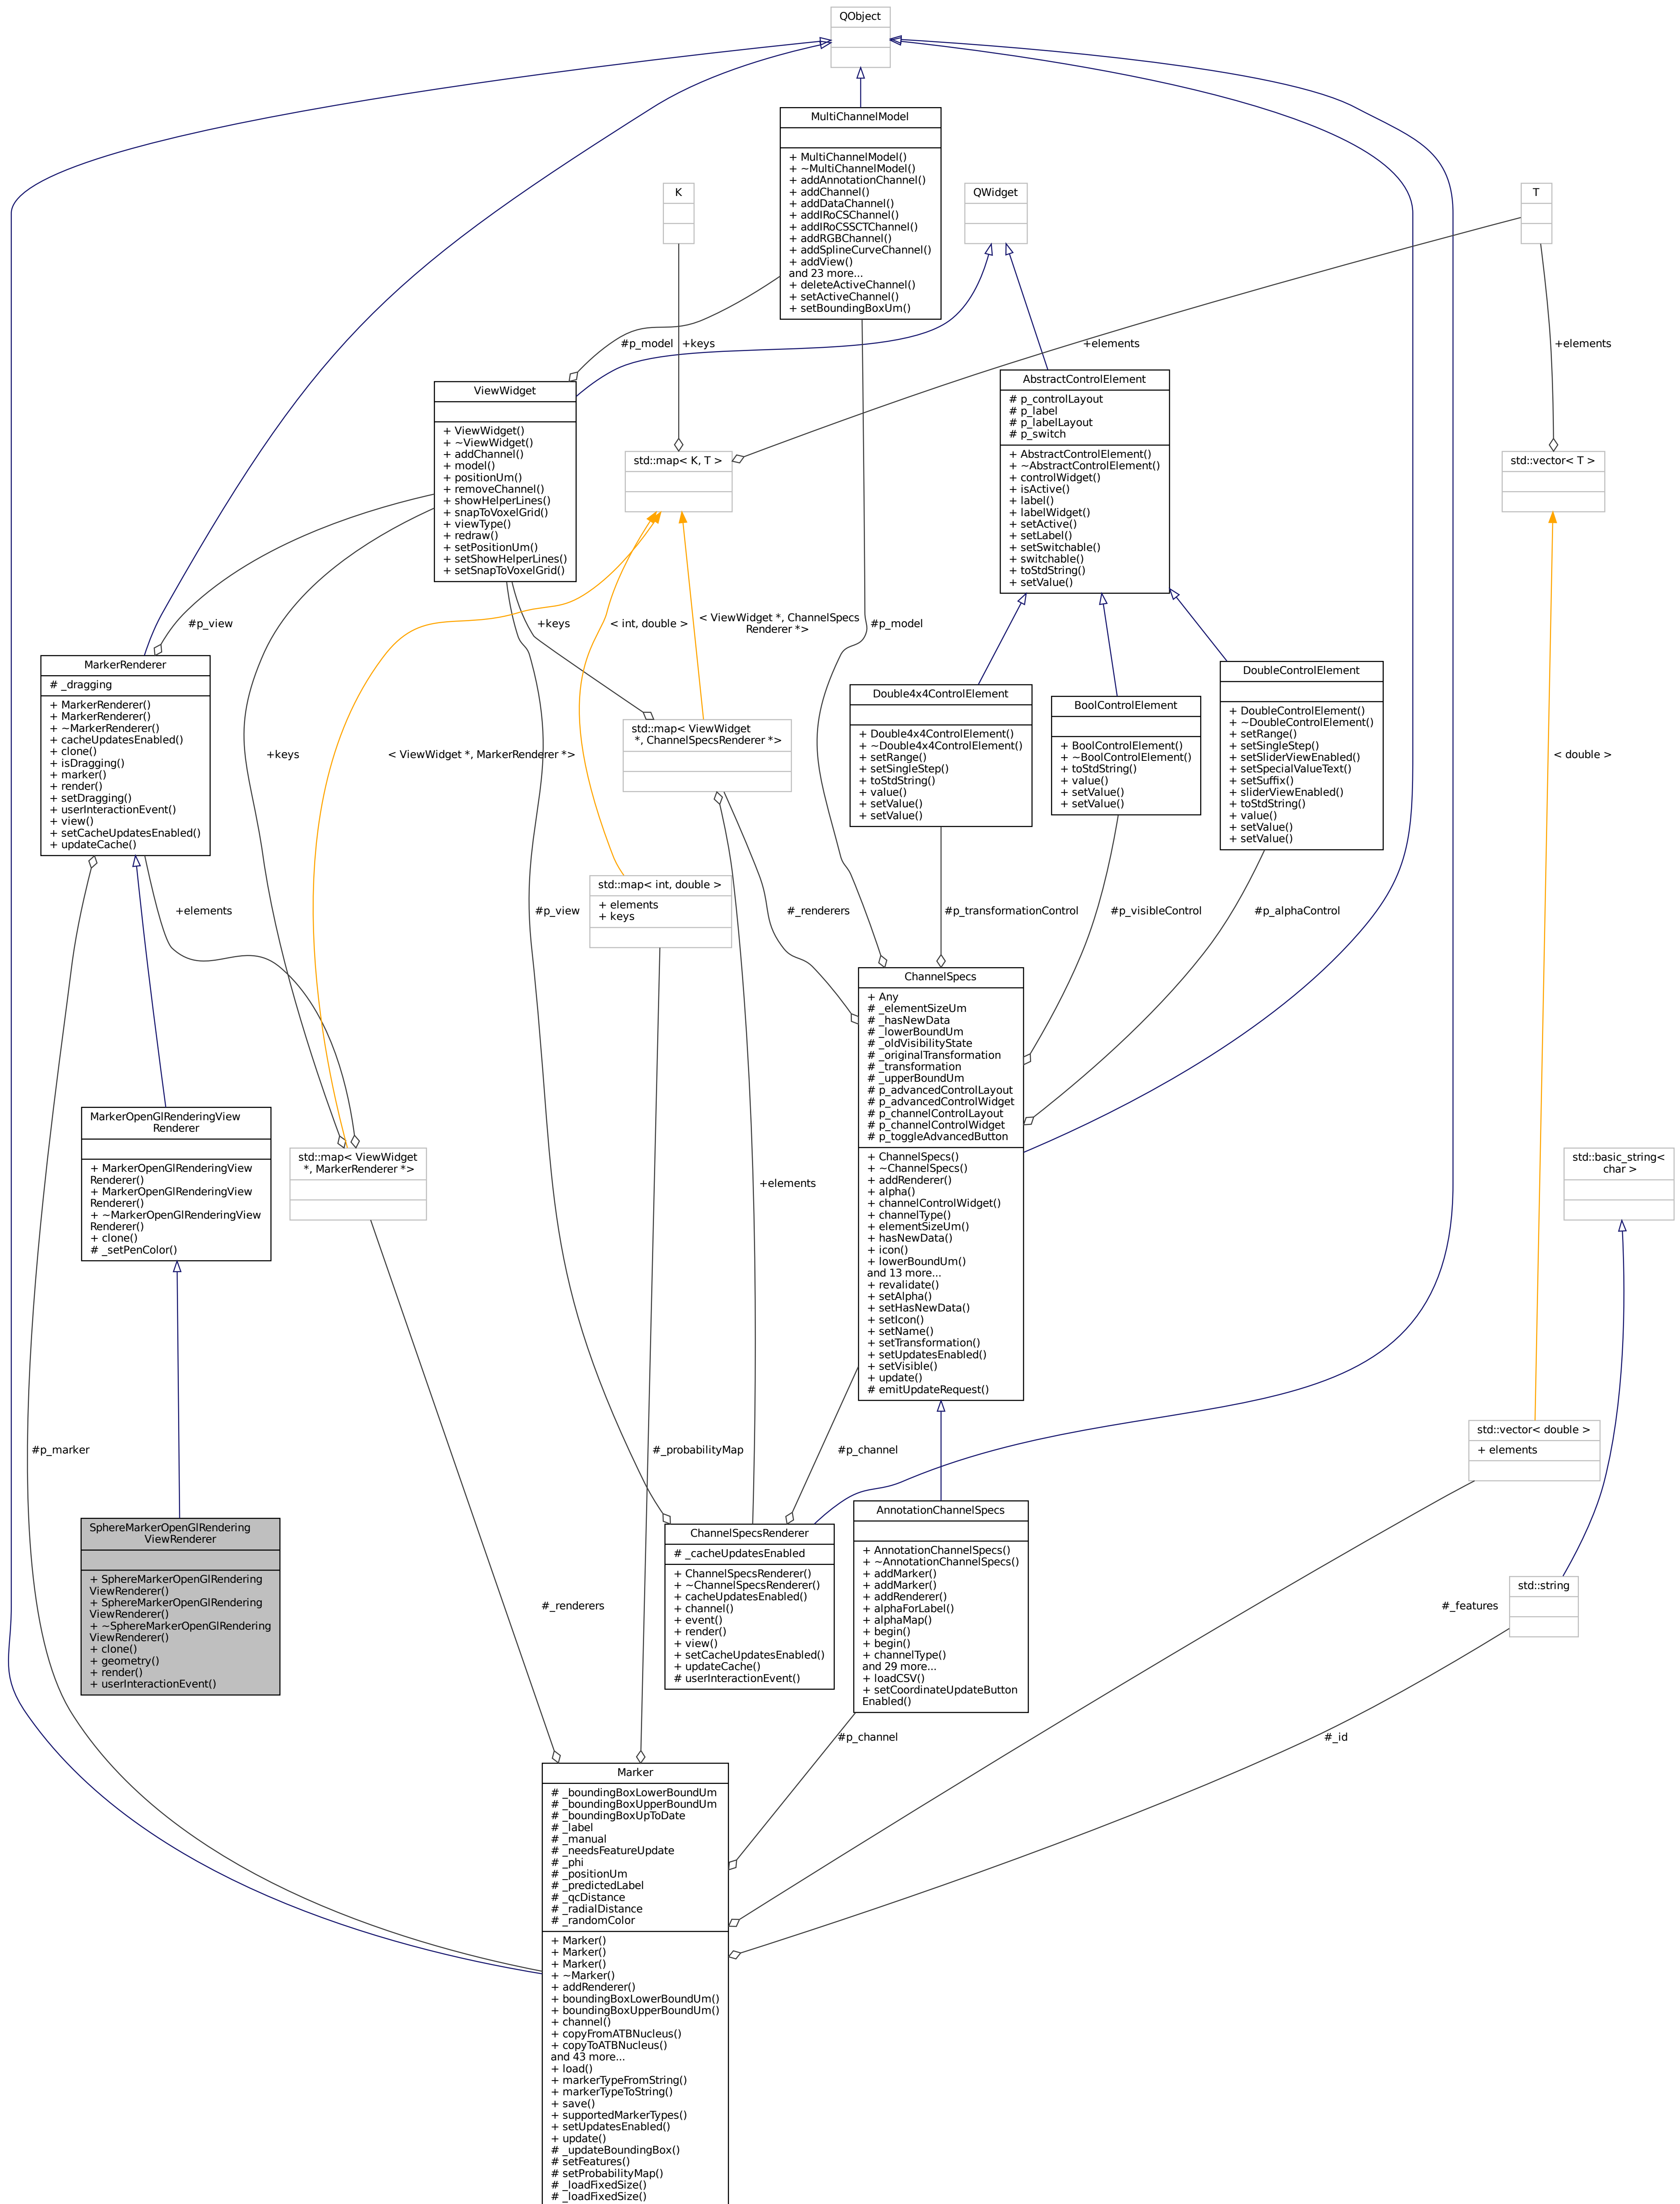 QObject
MultiChannelModel
+ MultiChannelModel()
+ ~MultiChannelModel()
+ addAnnotationChannel()
+ addChannel()
+ addDataChannel()
+ addIRoCSChannel()
+ addIRoCSSCTChannel()
+ addRGBChannel()
+ addSplineCurveChannel()
+ addView()
and 23 more...
+ deleteActiveChannel()
+ setActiveChannel()
+ setBoundingBoxUm()
K
QWidget
T
#p_model
+keys
+elements
+elements
ViewWidget
+ ViewWidget()
+ ~ViewWidget()
+ addChannel()
+ model()
+ positionUm()
+ removeChannel()
+ showHelperLines()
+ snapToVoxelGrid()
+ viewType()
+ redraw()
+ setPositionUm()
+ setShowHelperLines()
+ setSnapToVoxelGrid()
std::map< K, T >
AbstractControlElement
# p_controlLayout
# p_label
# p_labelLayout
# p_switch
+ AbstractControlElement()
+ ~AbstractControlElement()
+ controlWidget()
+ isActive()
+ label()
+ labelWidget()
+ setActive()
+ setLabel()
+ setSwitchable()
+ switchable()
+ toStdString()
+ setValue()
std::vector< T >
#p_view
+keys
< int, double >
< ViewWidget *, ChannelSpecs
Renderer *>
#p_model
MarkerRenderer
# _dragging
+ MarkerRenderer()
+ MarkerRenderer()
+ ~MarkerRenderer()
+ cacheUpdatesEnabled()
+ clone()
+ isDragging()
+ marker()
+ render()
+ setDragging()
+ userInteractionEvent()
+ view()
+ setCacheUpdatesEnabled()
+ updateCache()
+keys
< ViewWidget *, MarkerRenderer *>
std::map< ViewWidget
*, ChannelSpecsRenderer *>
Double4x4ControlElement
+ Double4x4ControlElement()
+ ~Double4x4ControlElement()
+ setRange()
+ setSingleStep()
+ toStdString()
+ value()
+ setValue()
+ setValue()
BoolControlElement
+ BoolControlElement()
+ ~BoolControlElement()
+ toStdString()
+ value()
+ setValue()
+ setValue()
DoubleControlElement
+ DoubleControlElement()
+ ~DoubleControlElement()
+ setRange()
+ setSingleStep()
+ setSliderViewEnabled()
+ setSpecialValueText()
+ setSuffix()
+ sliderViewEnabled()
+ toStdString()
+ value()
+ setValue()
+ setValue()
< double >
+elements
#p_view
std::map< int, double >
+ elements
+ keys
#_renderers
#p_transformationControl
#p_visibleControl
#p_alphaControl
ChannelSpecs
+ Any
# _elementSizeUm
# _hasNewData
# _lowerBoundUm
# _oldVisibilityState
# _originalTransformation
# _transformation
# _upperBoundUm
# p_advancedControlLayout
# p_advancedControlWidget
# p_channelControlLayout
# p_channelControlWidget
# p_toggleAdvancedButton
+ ChannelSpecs()
+ ~ChannelSpecs()
+ addRenderer()
+ alpha()
+ channelControlWidget()
+ channelType()
+ elementSizeUm()
+ hasNewData()
+ icon()
+ lowerBoundUm()
and 13 more...
+ revalidate()
+ setAlpha()
+ setHasNewData()
+ setIcon()
+ setName()
+ setTransformation()
+ setUpdatesEnabled()
+ setVisible()
+ update()
# emitUpdateRequest()
MarkerOpenGlRenderingView
Renderer
+ MarkerOpenGlRenderingView
Renderer()
+ MarkerOpenGlRenderingView
Renderer()
+ ~MarkerOpenGlRenderingView
Renderer()
+ clone()
# _setPenColor()
std::map< ViewWidget
*, MarkerRenderer *>
+elements
std::basic_string<
char >
#p_marker
#_probabilityMap
#p_channel
std::vector< double >
+ elements
SphereMarkerOpenGlRendering
ViewRenderer
+ SphereMarkerOpenGlRendering
ViewRenderer()
+ SphereMarkerOpenGlRendering
ViewRenderer()
+ ~SphereMarkerOpenGlRendering
ViewRenderer()
+ clone()
+ geometry()
+ render()
+ userInteractionEvent()
#_renderers
ChannelSpecsRenderer
# _cacheUpdatesEnabled
+ ChannelSpecsRenderer()
+ ~ChannelSpecsRenderer()
+ cacheUpdatesEnabled()
+ channel()
+ event()
+ render()
+ view()
+ setCacheUpdatesEnabled()
+ updateCache()
# userInteractionEvent()
AnnotationChannelSpecs
+ AnnotationChannelSpecs()
+ ~AnnotationChannelSpecs()
+ addMarker()
+ addMarker()
+ addRenderer()
+ alphaForLabel()
+ alphaMap()
+ begin()
+ begin()
+ channelType()
and 29 more...
+ loadCSV()
+ setCoordinateUpdateButton
Enabled()
#_features
std::string
#p_channel
#_id
Marker
# _boundingBoxLowerBoundUm
# _boundingBoxUpperBoundUm
# _boundingBoxUpToDate
# _label
# _manual
# _needsFeatureUpdate
# _phi
# _positionUm
# _predictedLabel
# _qcDistance
# _radialDistance
# _randomColor
+ Marker()
+ Marker()
+ Marker()
+ ~Marker()
+ addRenderer()
+ boundingBoxLowerBoundUm()
+ boundingBoxUpperBoundUm()
+ channel()
+ copyFromATBNucleus()
+ copyToATBNucleus()
and 43 more...
+ load()
+ markerTypeFromString()
+ markerTypeToString()
+ save()
+ supportedMarkerTypes()
+ setUpdatesEnabled()
+ update()
# _updateBoundingBox()
# setFeatures()
# setProbabilityMap()
# _loadFixedSize()
# _loadFixedSize()